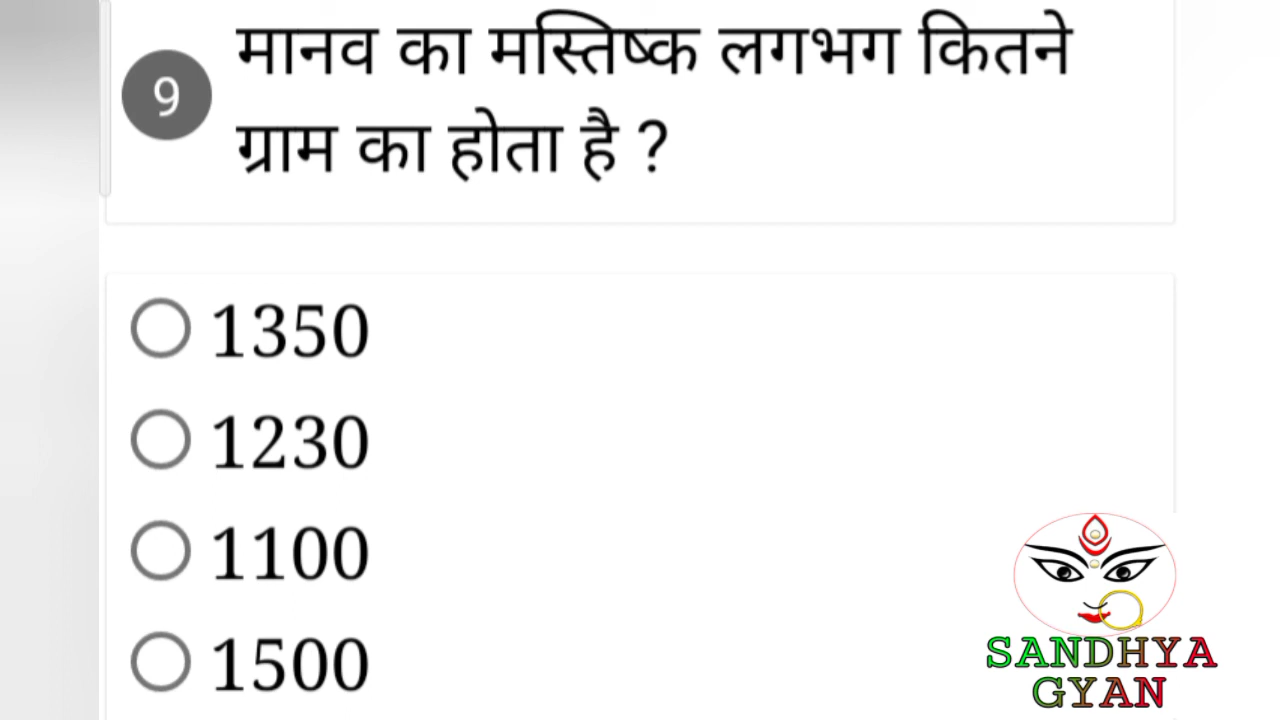 9
मानव का मस्तिष्क लगभग कितने
ग्राम का होता है ?
1350
1230
1100
1500
SANDHYA
GYAN